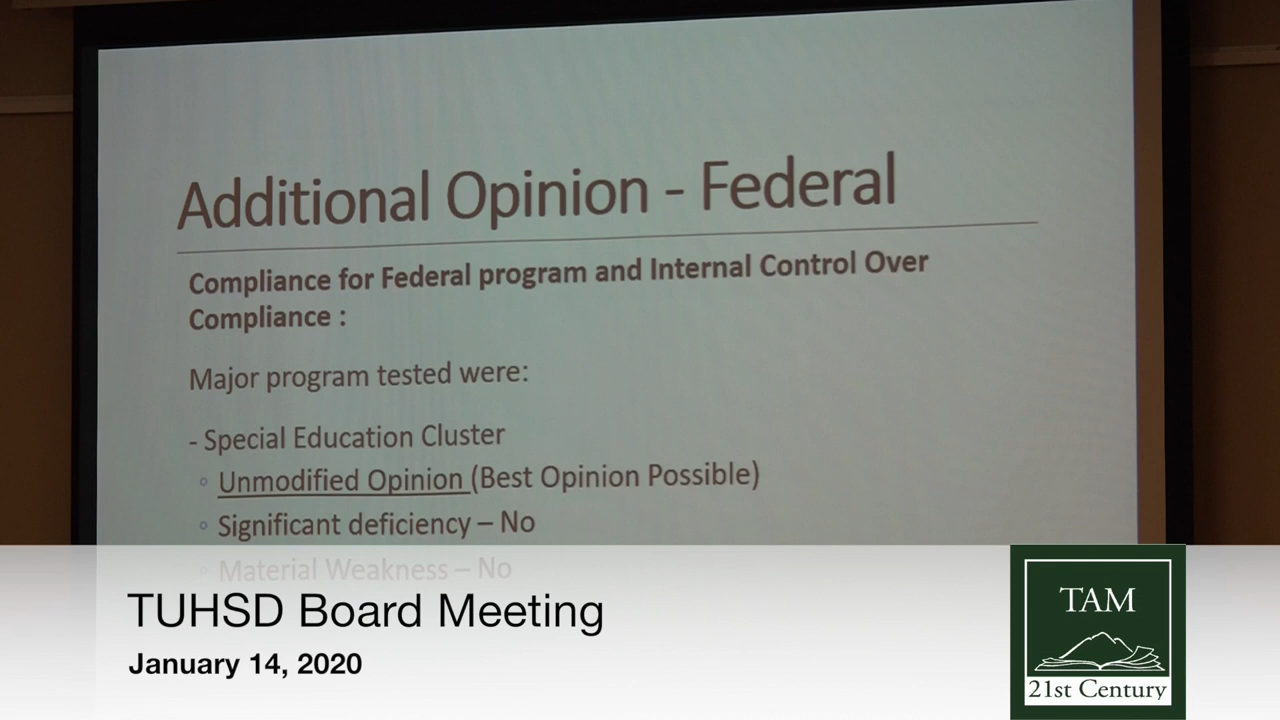 Additional Opinion - Federal
Compliance for Federal program and Internal Control Over
Compliance :
Major program tested were:
- Special Education Cluster
◦ Unmodified Opinion (Best Opinion Possible)
◦ Significant deficiency – No
◦ Material Weakness – No
TUHSD Board Meeting
January 14, 2020
TAM
21st Century